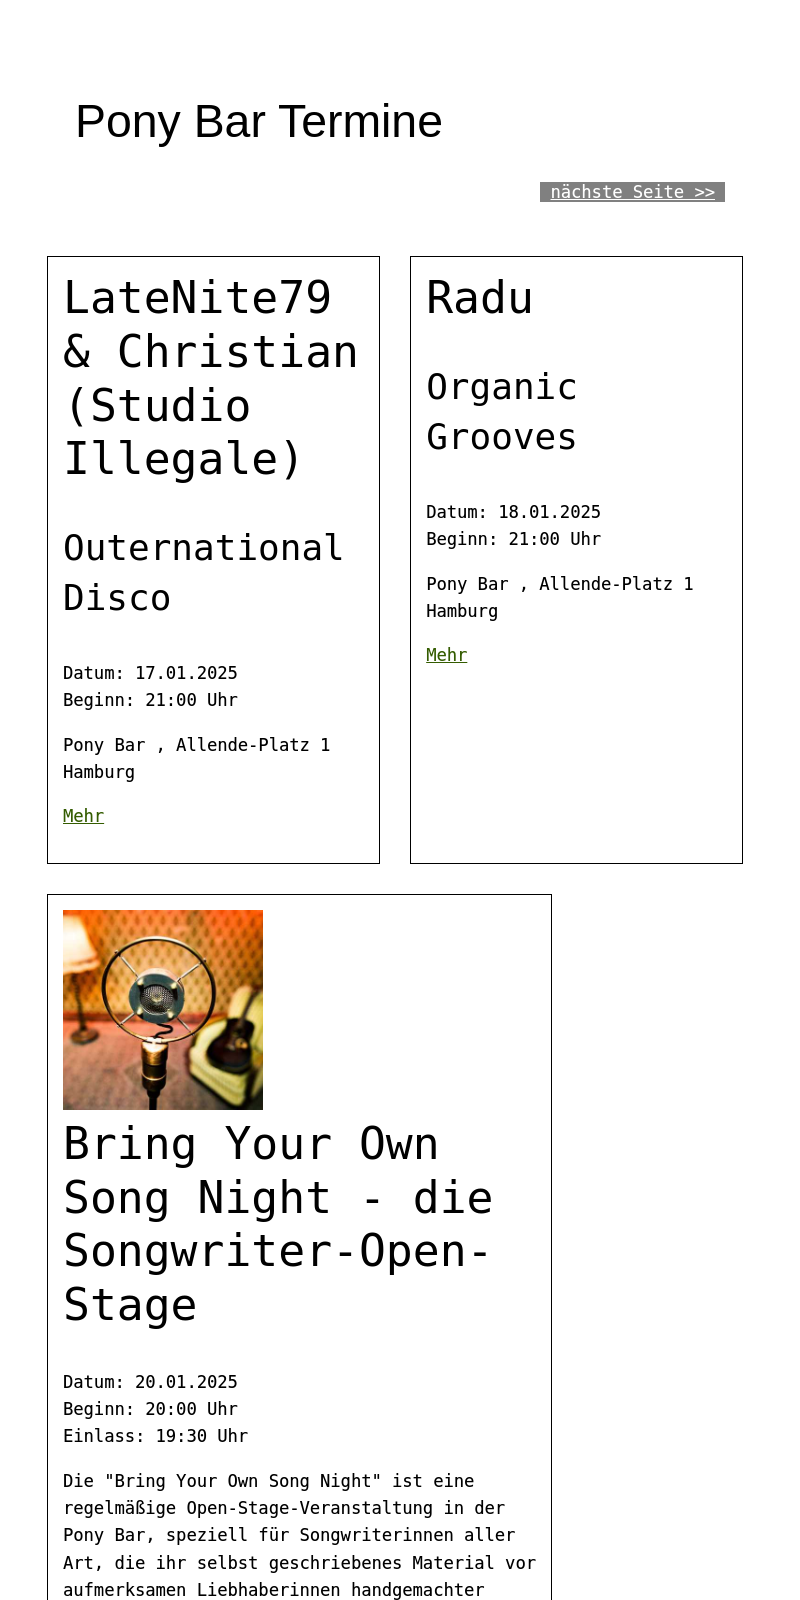 Pony Bar Termine
nächste Seite >>
LateNite79
& Christian
(Studio
Illegale)
Outernational
Disco
Datum: 17.01.2025
Beginn: 21:00 Uhr
Pony Bar , Allende-Platz 1
Hamburg
Mehr
Radu
Organic
Grooves
Datum: 18.01.2025
Beginn: 21:00 Uhr
Pony Bar , Allende-Platz 1
Hamburg
Mehr
Bring Your Own
Song Night - die
Songwriter-Open-
Stage
Datum: 20.01.2025
Beginn: 20:00 Uhr
Einlass: 19:30 Uhr
Die "Bring Your Own Song Night" ist eine
regelmäßige Open-Stage-Veranstaltung in der
Pony Bar, speziell für Songwriterinnen aller
Art, die ihr selbst geschriebenes Material vor
aufmerksamen Liebhaberinnen handgemachter